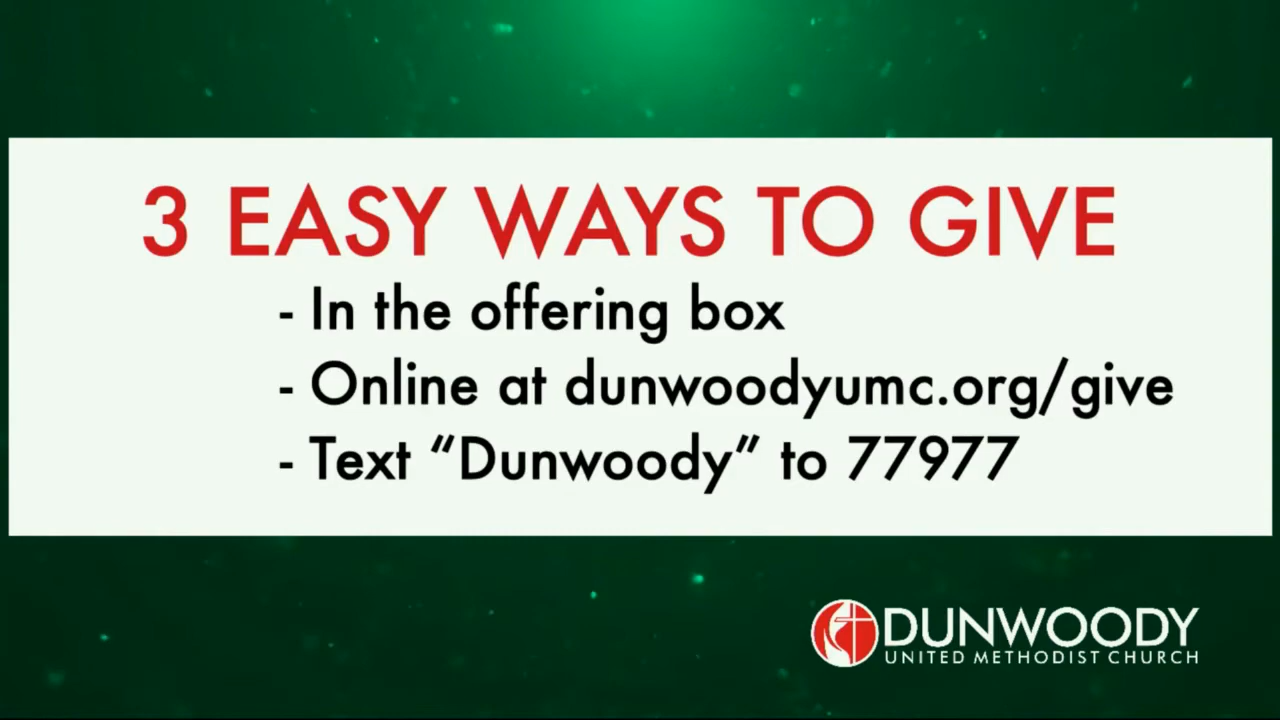 3 EASY WAYS TO GIVE
- In the offering box
- Online at dunwoodyumc.org/give
- Text “Dunwoody” to 77977
DUNWOODY
UNITED METHODIST CHURCH